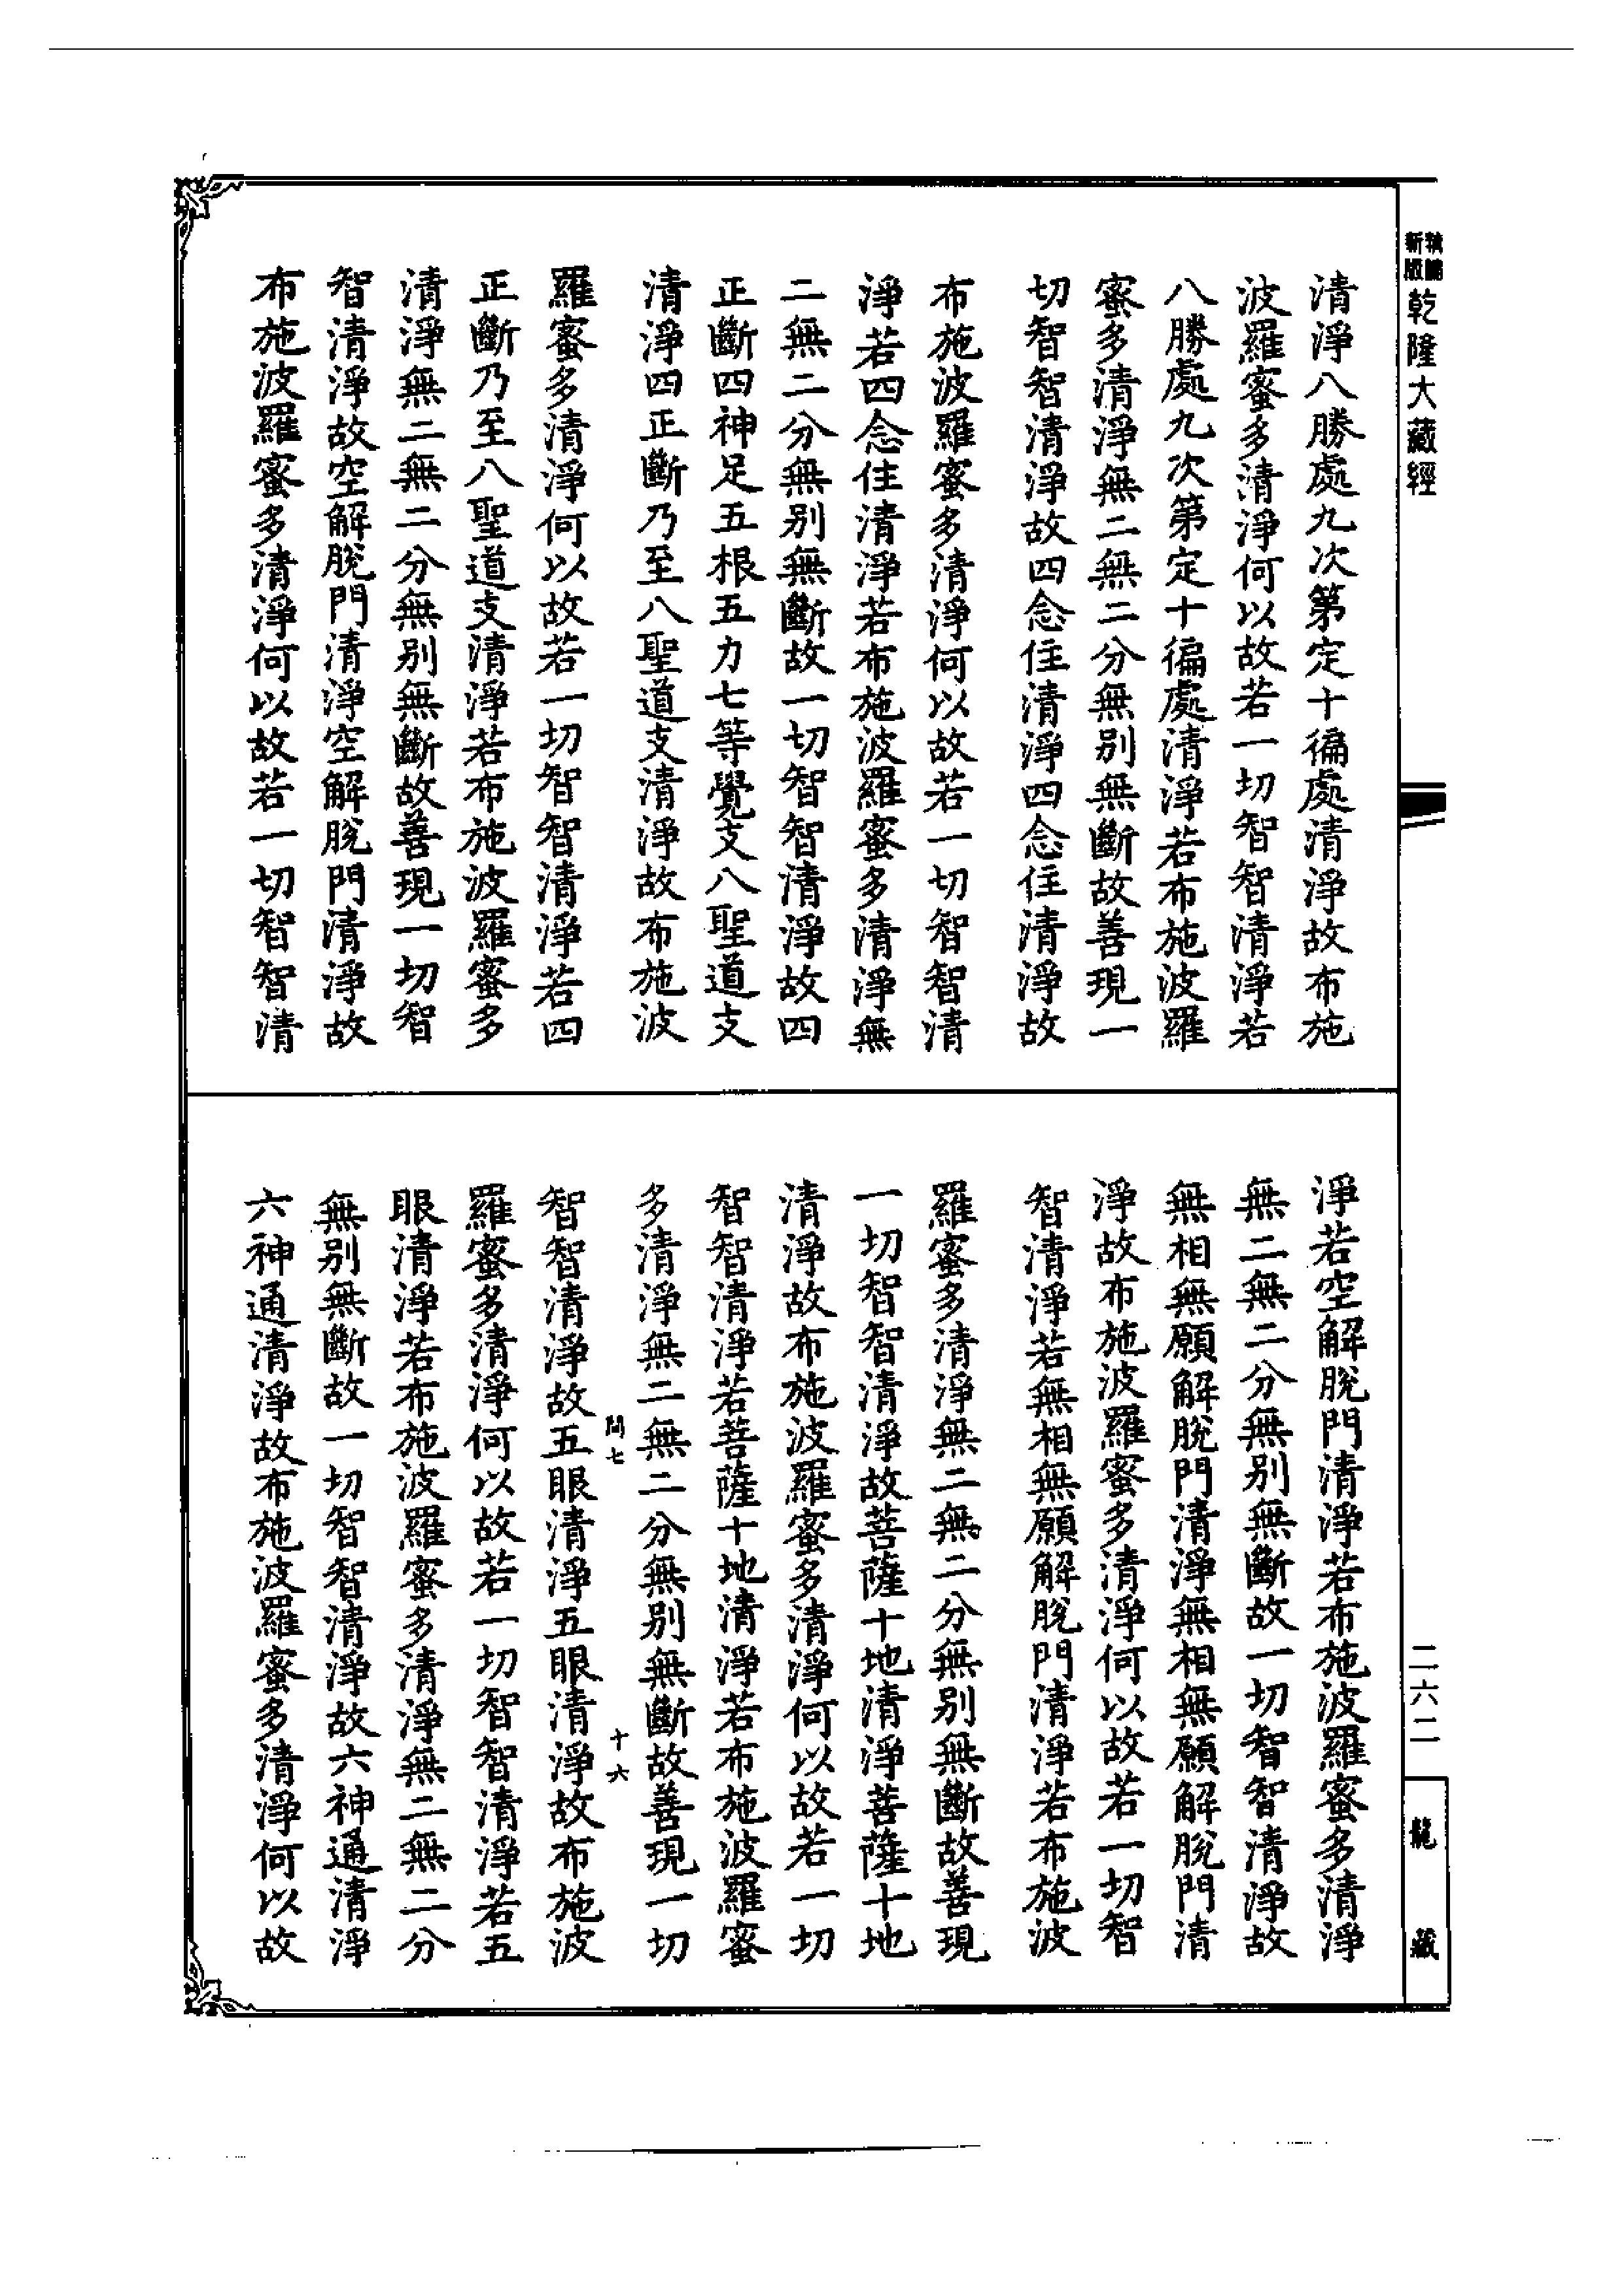 新版
乾隆大藏經
清淨八勝處九次第定十徧處清淨故布施
波羅蜜多清淨何以故若一切智智清淨若
八勝處九次第定十徧處清淨若布施波羅
蜜多清淨無二無二分無别無斷故善現一
切智智清淨故四念住清淨四念住清淨故
布施波羅蜜多清淨何以故若一切智智清
淨若四念住清淨若布施波羅蜜多清淨無
二無二分無别無斷故一切智智清淨故四
正斷四神足五根五力七等覺支八聖道支
清淨四正斷乃至八聖道支清淨故布施波
羅蜜多清淨何以故若一切智智清淨若四
正斷乃至八聖道支清淨若布施波羅蜜多
清淨無二無二分無别無斷故善現一切智
智清淨故空解脫門清淨空解脫門清淨故
布施波羅蜜多清淨何以故若一切智智清
淨若空解脫門清淨若布施波羅蜜多清淨
無二無二分無别無斷故一切智智清淨故
無相無願解脫門清淨無相無願解脫門清
淨故布施波羅蜜多清淨何以故若一切智
智清淨若無相無願解脫門清淨若布施波
羅蜜多清淨無二無二分無别無斷故善現
一切智智清淨故菩薩十地清淨菩薩十地
清淨故布施波羅蜜多清淨何以故若一切
智智清淨若菩薩十地清淨若布施波羅蜜
多清淨無二無二分無别無斷故善現一切
七 十六
智智清淨故五眼清淨五眼清淨故布施波
羅蜜多清淨何以故若一切智智清淨若五
眼清淨若布施波羅蜜多清淨無二無二分
無别無斷故一切智智清淨故六神通清淨
六神通清淨故布施波羅蜜多清淨何以故
二六二
龍藏